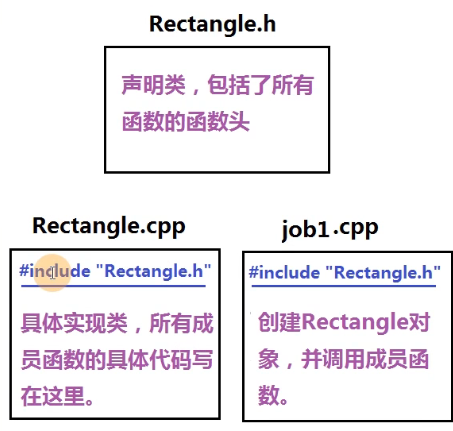 Rectangle.h
声明类，包括了所有
函数的函数头
Rectangle.cpp
#include "Rectangle.h"
具体实现类，所有成
员函数的具体代码写
在这里。
job1.cpp
#include "Rectangle.h"
创建Rectangle对
象，并调用成员函
数。